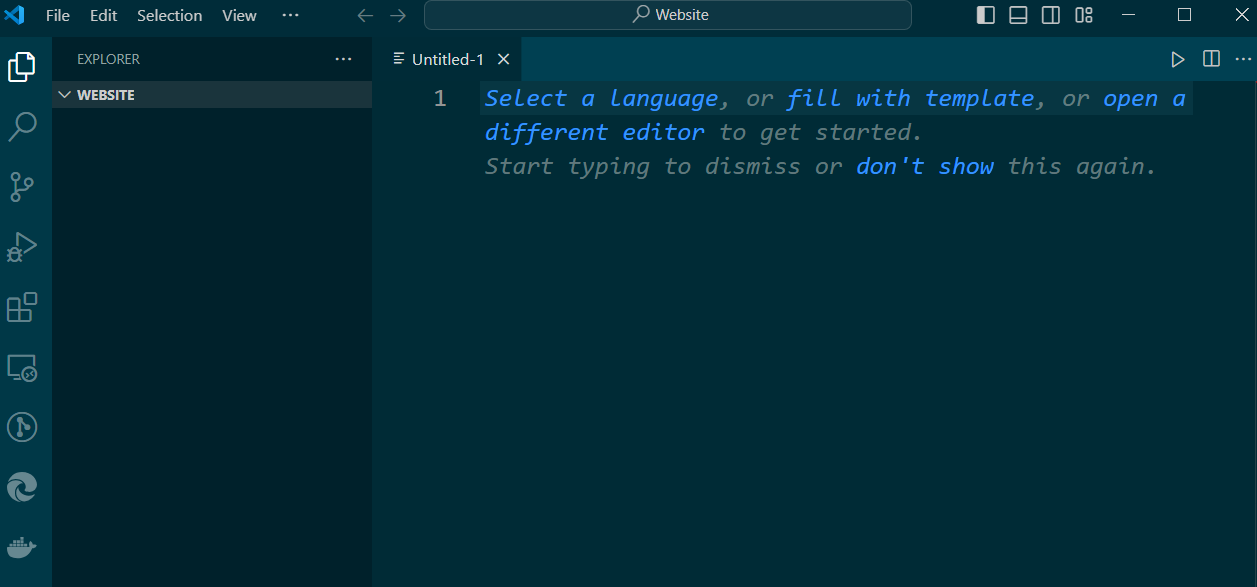 File Edit Selection View ··· Website
EXPLORER ···
Untitled-1
WEBSITE
1 Select a language, or fill with template, or open a
different editor to get started.
Start typing to dismiss or don't show this again.